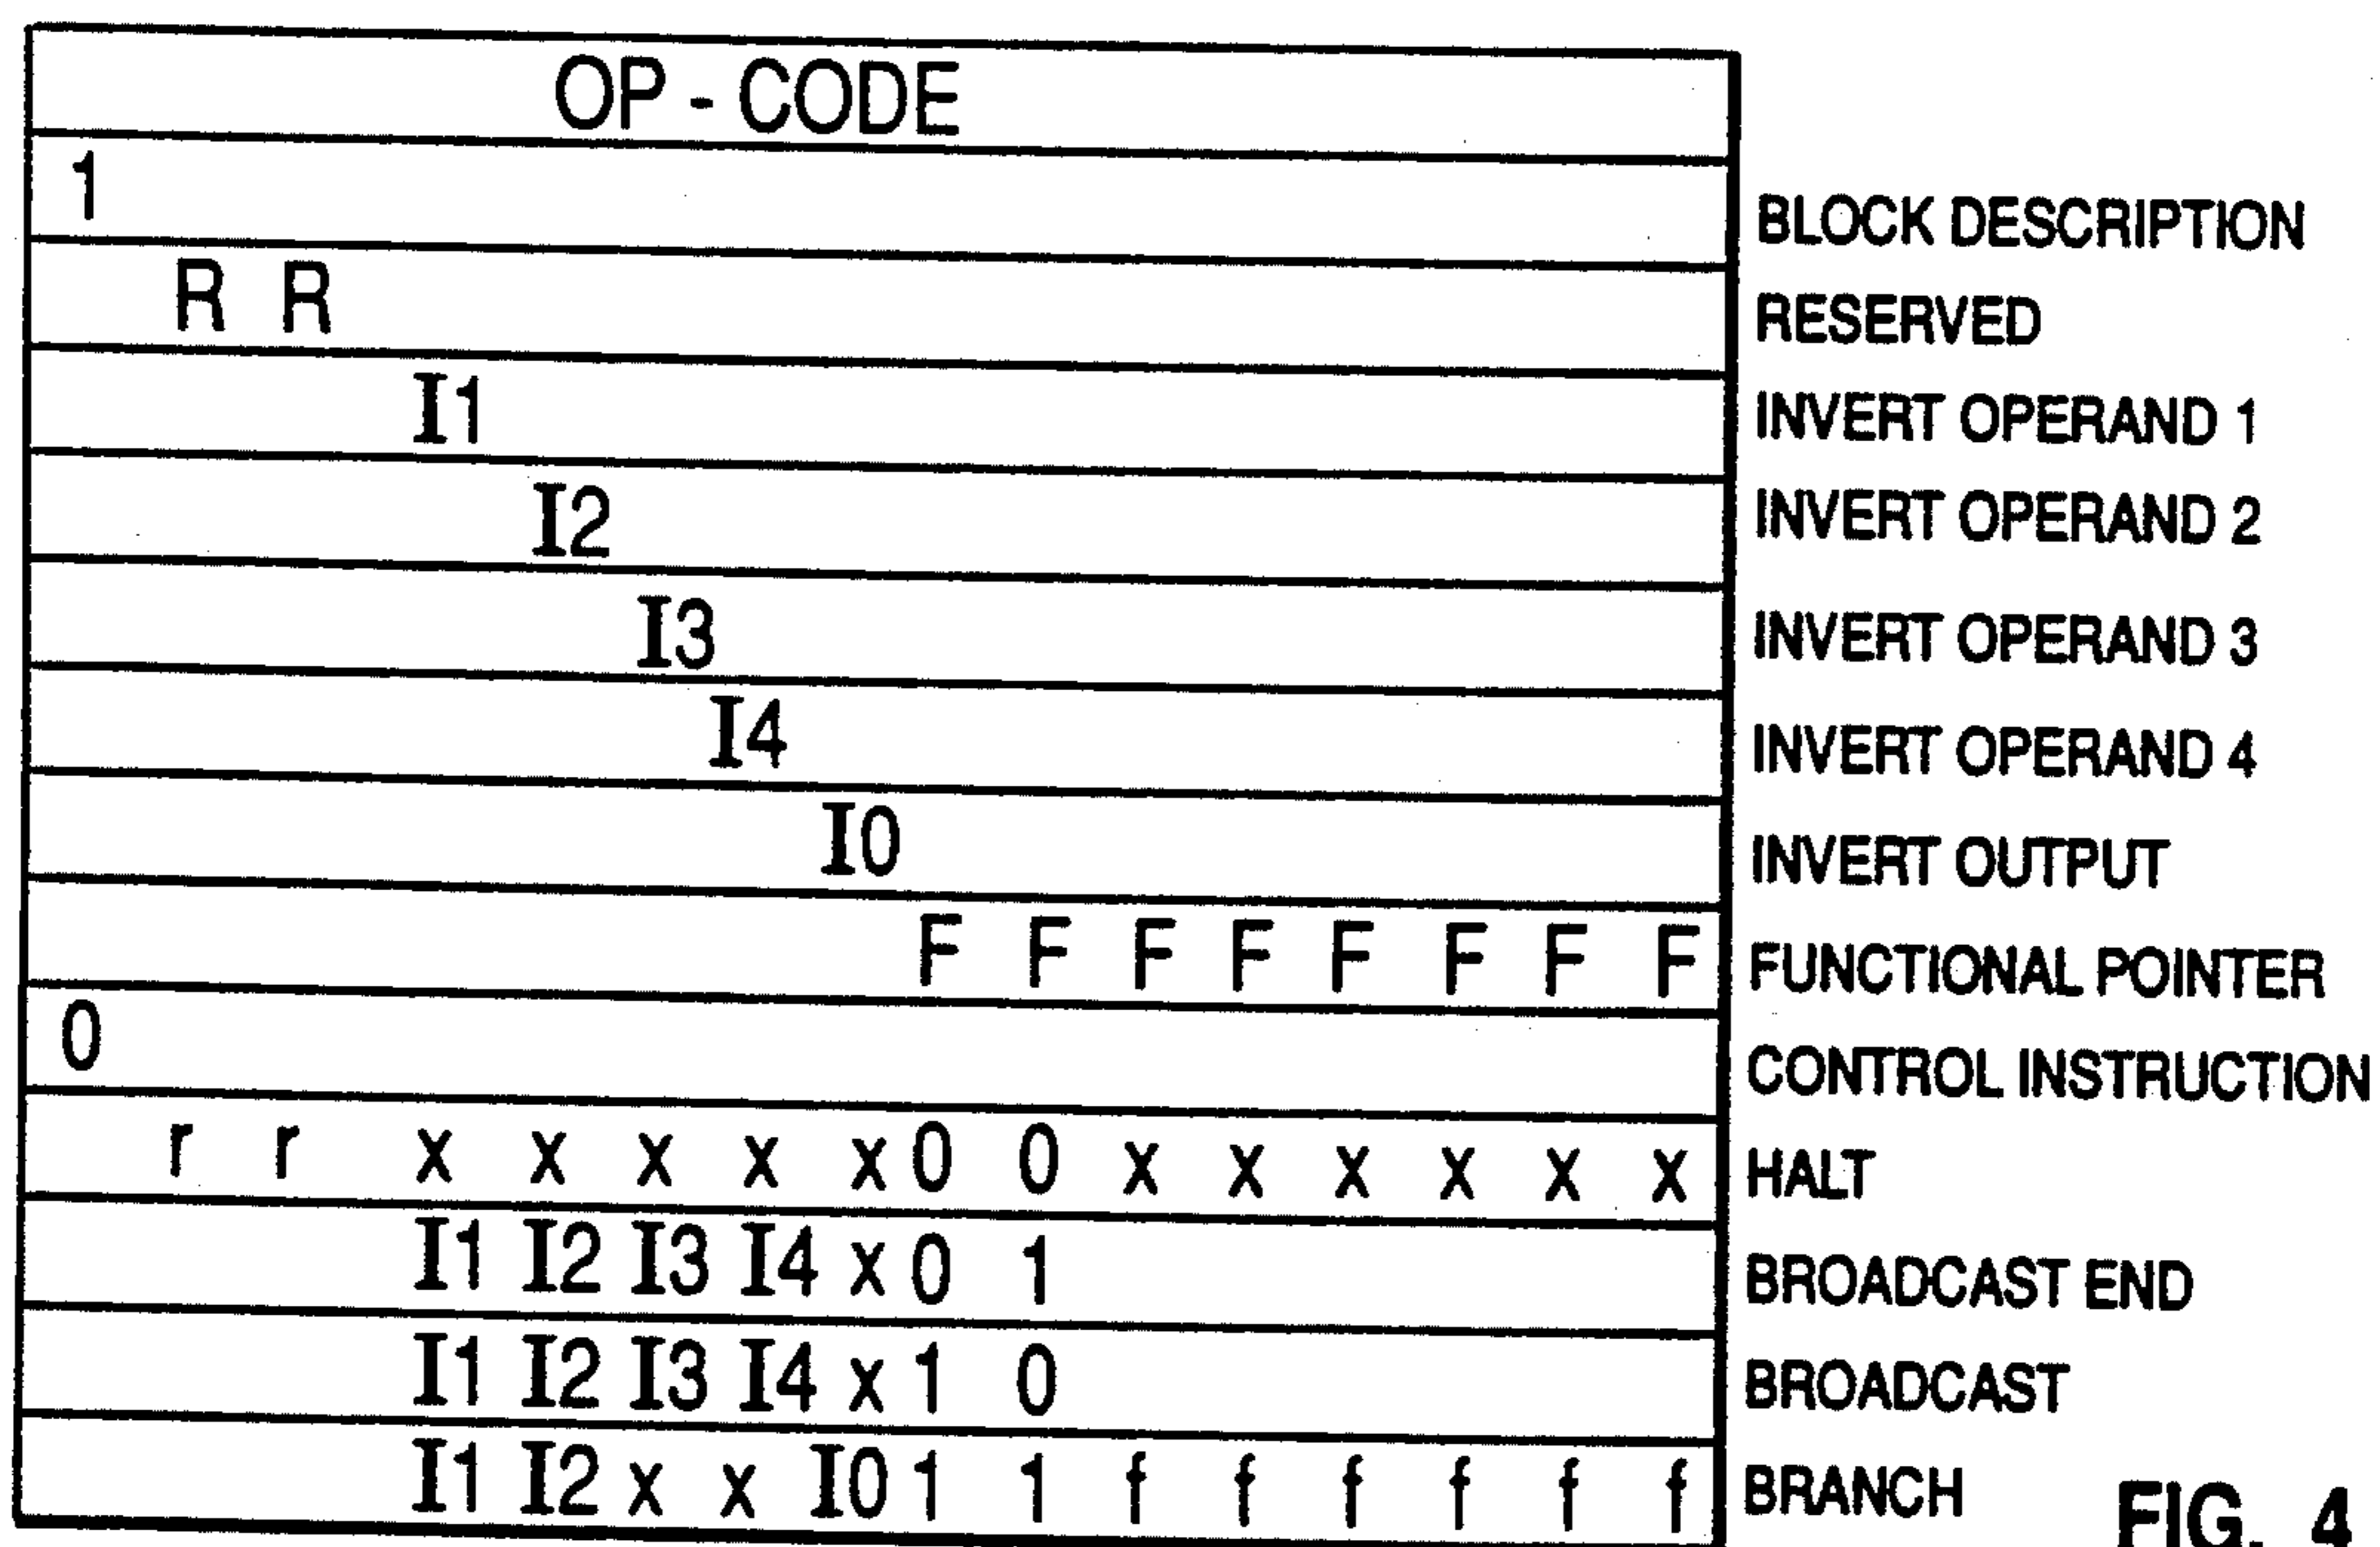 OP - CODE
1 BLOCK DESCRIPTION
R R RESERVED
I1 INVERT OPERAND 1
I2 INVERT OPERAND 2
I3 INVERT OPERAND 3
I4 INVERT OPERAND 4
I0 INVERT OUTPUT
F F F F F F F F FUNCTIONAL POINTER
0 CONTROL INSTRUCTION
r r x x x x x 0 0 x x x x x x HALT
I1 I2 I3 I4 x 0 1 BROADCAST END
I1 I2 I3 I4 x 1 0 BROADCAST
I1 I2 x x I0 1 1 f f f f f f BRANCH
FIG. 4